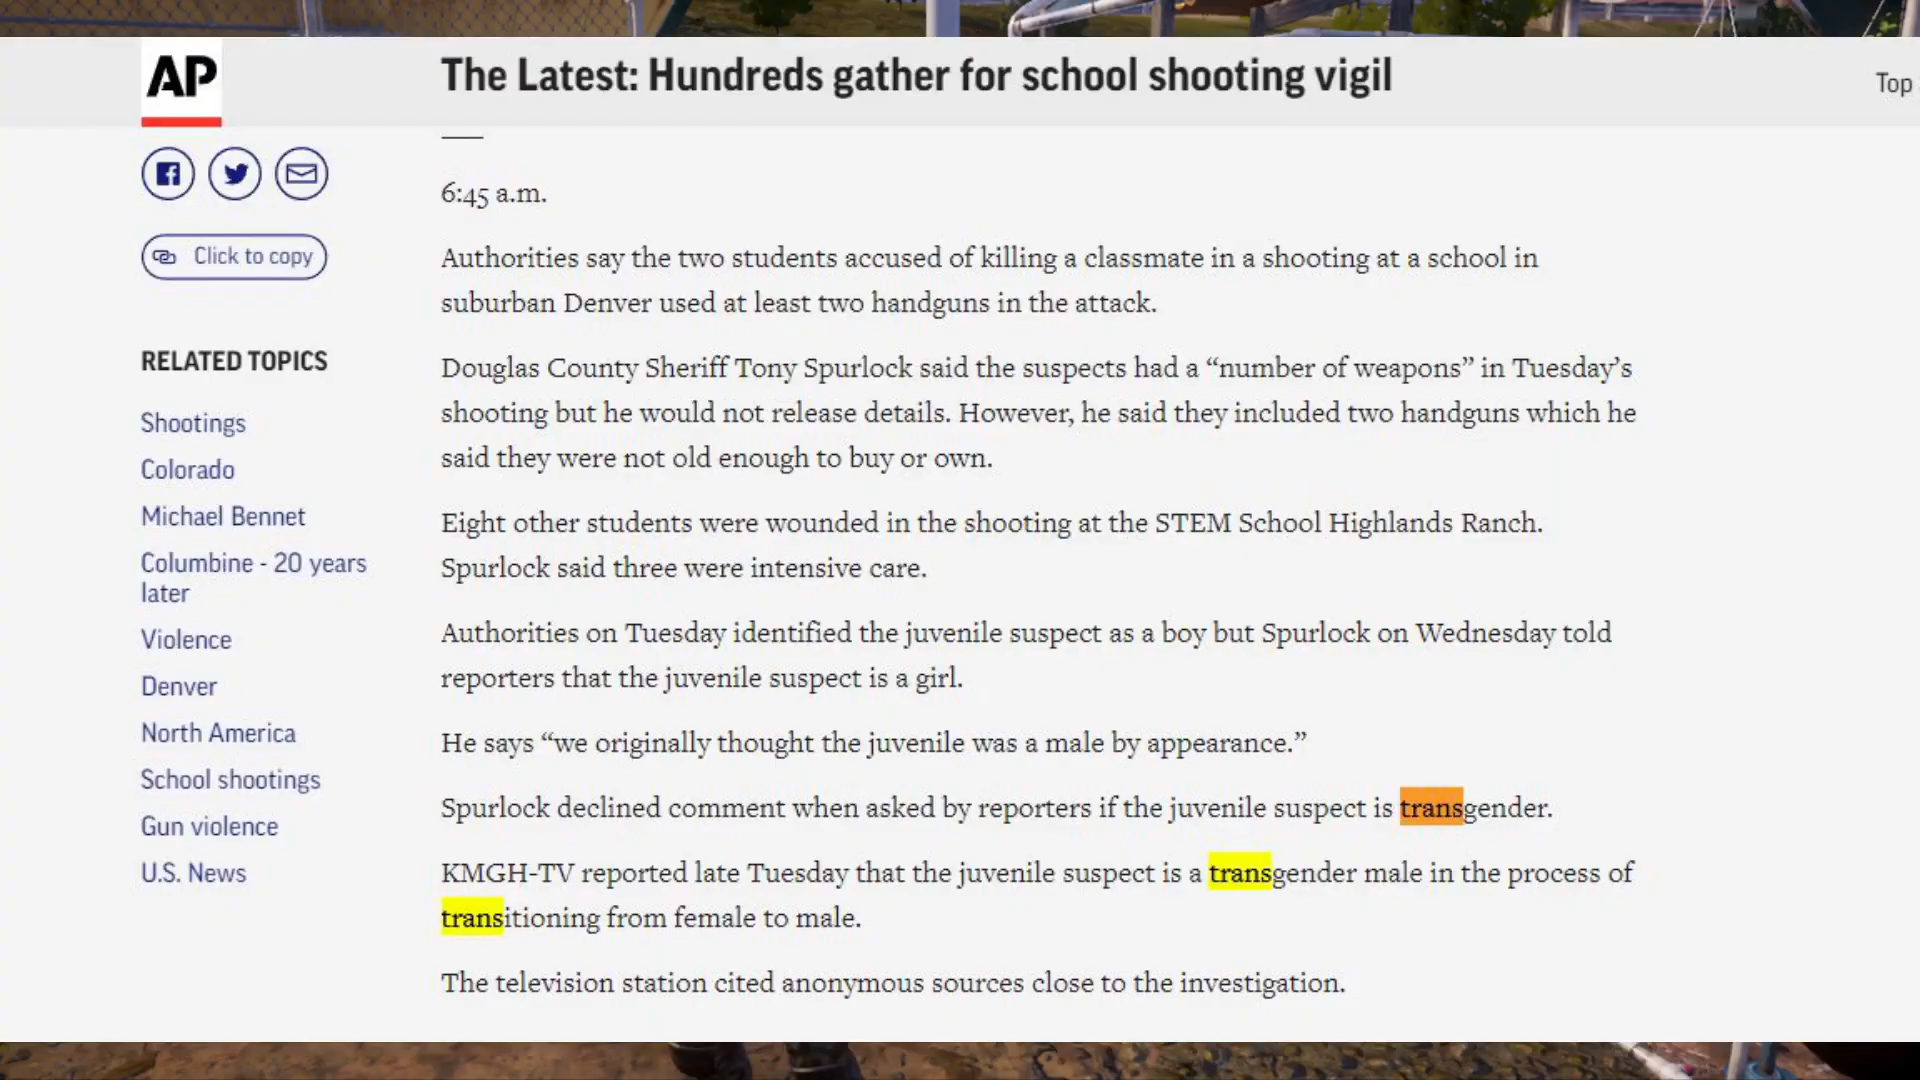 AP
The Latest: Hundreds gather for school shooting vigil
Top
6:45 a.m.
Click to copy
Authorities say the two students accused of killing a classmate in a shooting at a school in
suburban Denver used at least two handguns in the attack.
RELATED TOPICS
Shootings
Colorado
Michael Bennet
Columbine - 20 years
later
Violence
Denver
North America
School shootings
Gun violence
U.S. News
Douglas County Sheriff Tony Spurlock said the suspects had a “number of weapons” in Tuesday’s
shooting but he would not release details. However, he said they included two handguns which he
said they were not old enough to buy or own.
Eight other students were wounded in the shooting at the STEM School Highlands Ranch.
Spurlock said three were intensive care.
Authorities on Tuesday identified the juvenile suspect as a boy but Spurlock on Wednesday told
reporters that the juvenile suspect is a girl.
He says “we originally thought the juvenile was a male by appearance.”
Spurlock declined comment when asked by reporters if the juvenile suspect is transgender.
KMGH-TV reported late Tuesday that the juvenile suspect is a transgender male in the process of
transitioning from female to male.
The television station cited anonymous sources close to the investigation.